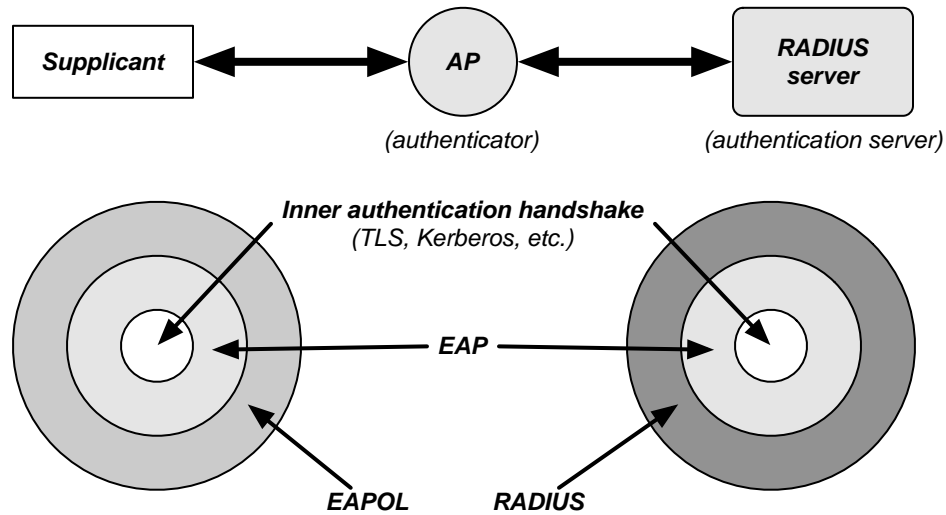 Supplicant
AP
RADIUS
server
(authenticator)
(authentication server)
Inner authentication handshake
(TLS, Kerberos, etc.)
EAP
EAPOL
RADIUS